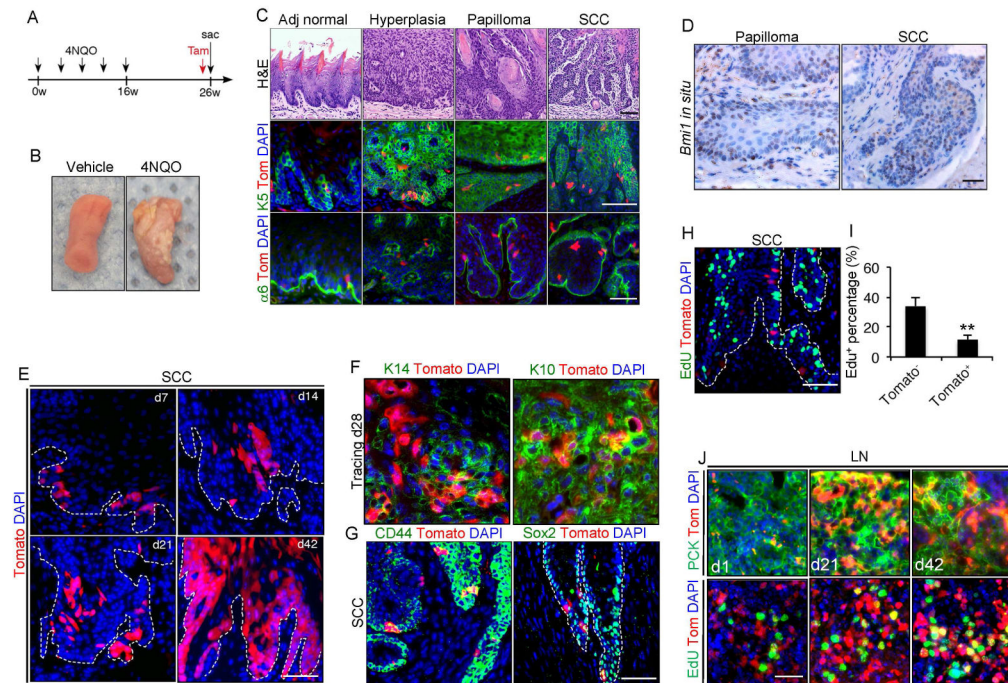 A
4NQO
sac
Tam
0w
16w
26w
B
Vehicle
4NQO
C
Adj normal
Hyperplasia
Papilloma
SCC
H&E
K5 Tom DAPI
α6 Tom DAPI
D
Papilloma
SCC
Bmi1 in situ
E
SCC
Tomato DAPI
d7
d14
d21
d42
F
K14 Tomato DAPI
K10 Tomato DAPI
Tracing d28
G
CD44 Tomato DAPI
Sox2 Tomato DAPI
SCC
H
SCC
EdU Tomato DAPI
I
Edu⁺ percentage (%)
60
40
20
0
**
Tomato⁻
Tomato⁺
J
LN
PCK Tom DAPI
d1
d21
d42
EdU Tom DAPI